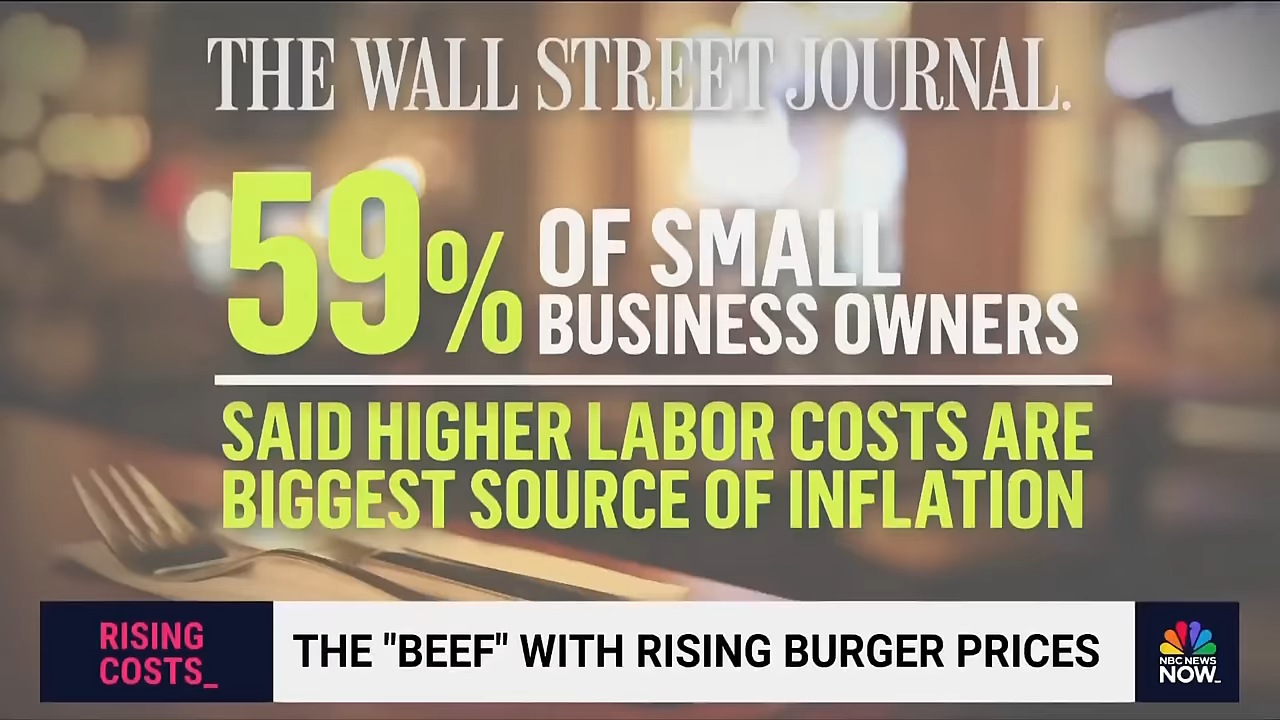 THE WALL STREET JOURNAL.
59% OF SMALL
BUSINESS OWNERS
SAID HIGHER LABOR COSTS ARE
BIGGEST SOURCE OF INFLATION
RISING
COSTS_
THE "BEEF" WITH RISING BURGER PRICES
NBC NEWS
NOW_